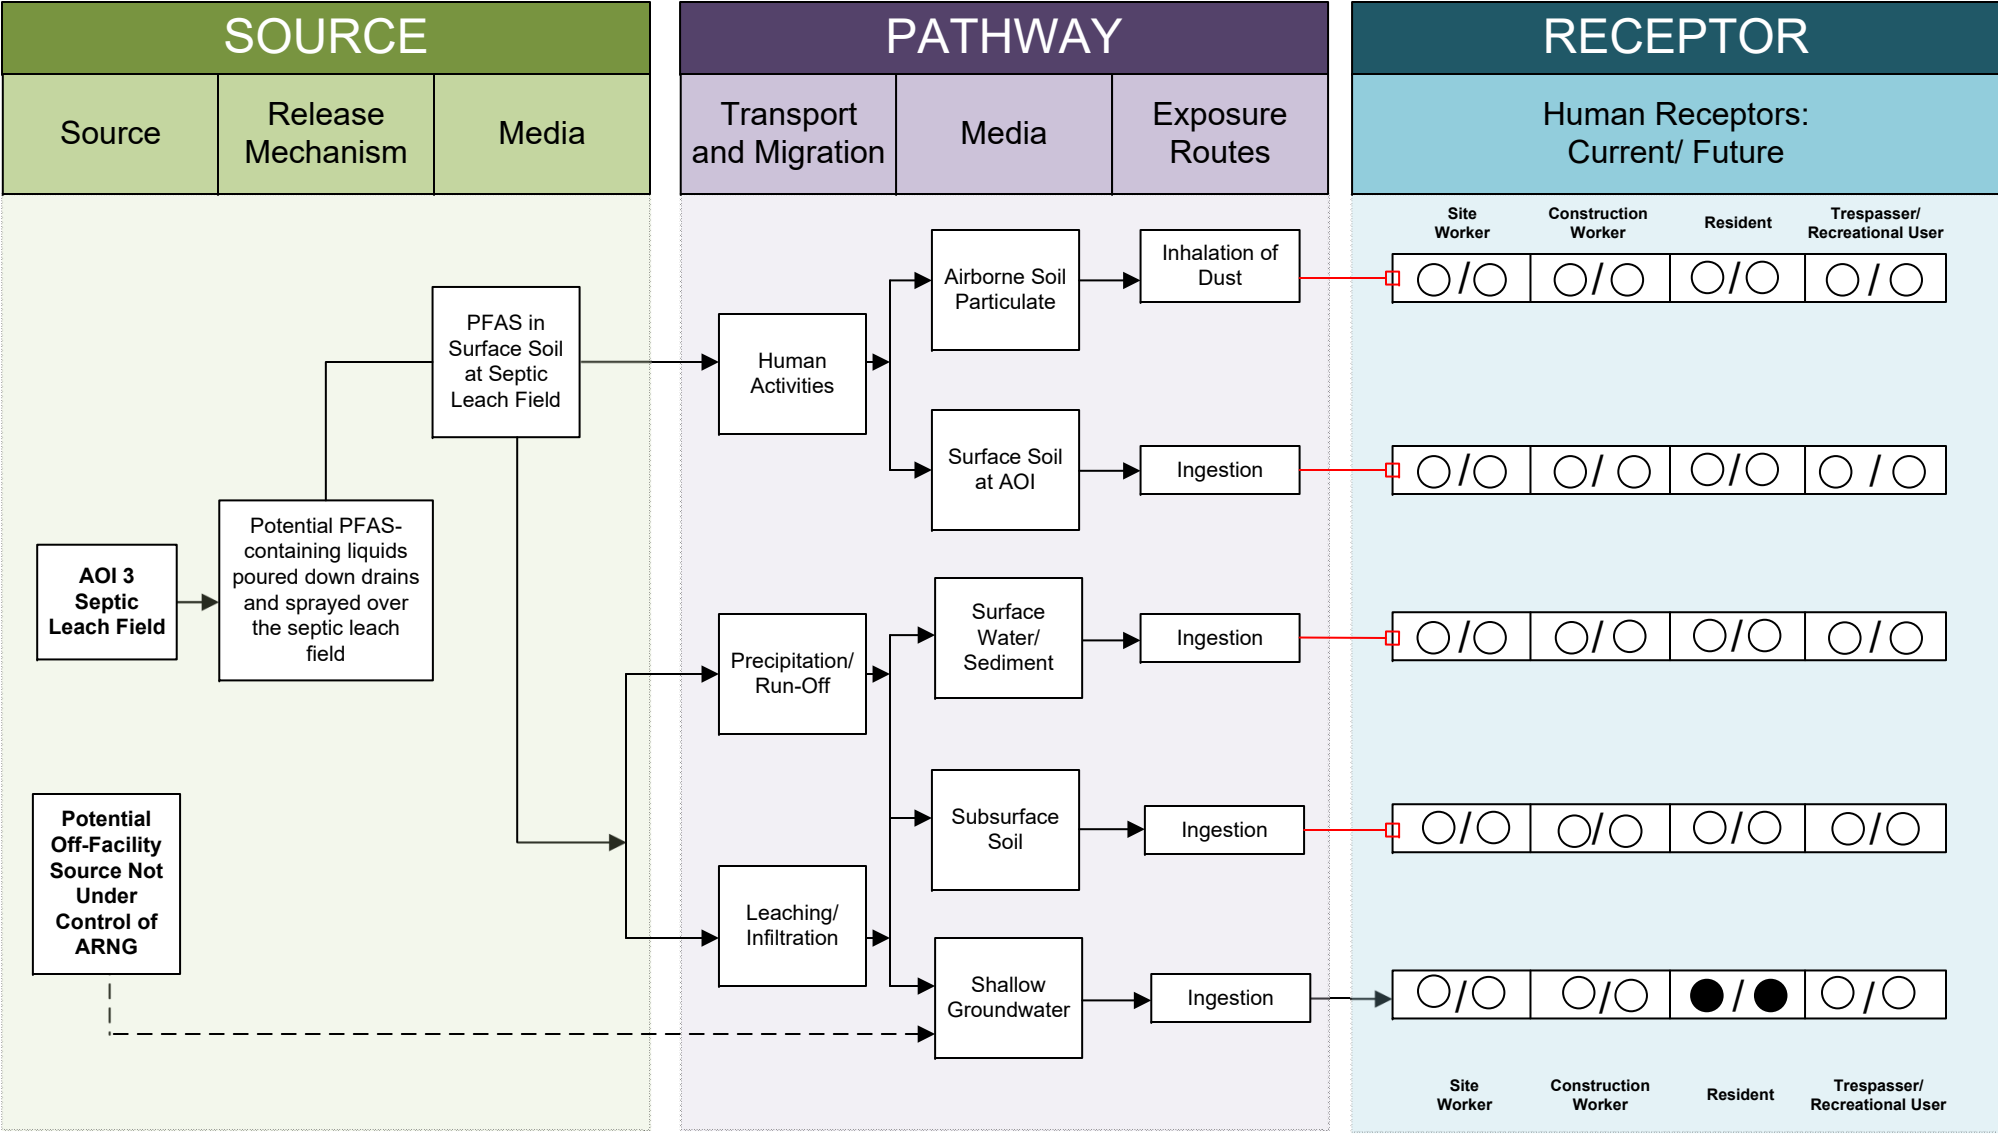 SOURCE
PATHWAY
RECEPTOR
Source
Release
Mechanism
Media
Transport
and Migration
Media
Exposure
Routes
Human Receptors:
Current/ Future
Site
Worker
Construction
Worker
Resident
Trespasser/
Recreational User
AOI 3
Septic
Leach Field
Potential PFAS-
containing liquids
poured down drains
and sprayed over
the septic leach
field
PFAS in
Surface Soil
at Septic
Leach Field
Potential
Off-Facility
Source Not
Under
Control of
ARNG
Human
Activities
Precipitation/
Run-Off
Leaching/
Infiltration
Airborne Soil
Particulate
Surface Soil
at AOI
Surface
Water/
Sediment
Subsurface
Soil
Shallow
Groundwater
Inhalation of
Dust
Ingestion
Ingestion
Ingestion
Ingestion
/ / / /
/ / / /
/ / / /
/ / / /
/ / / /
Site
Worker
Construction
Worker
Resident
Trespasser/
Recreational User